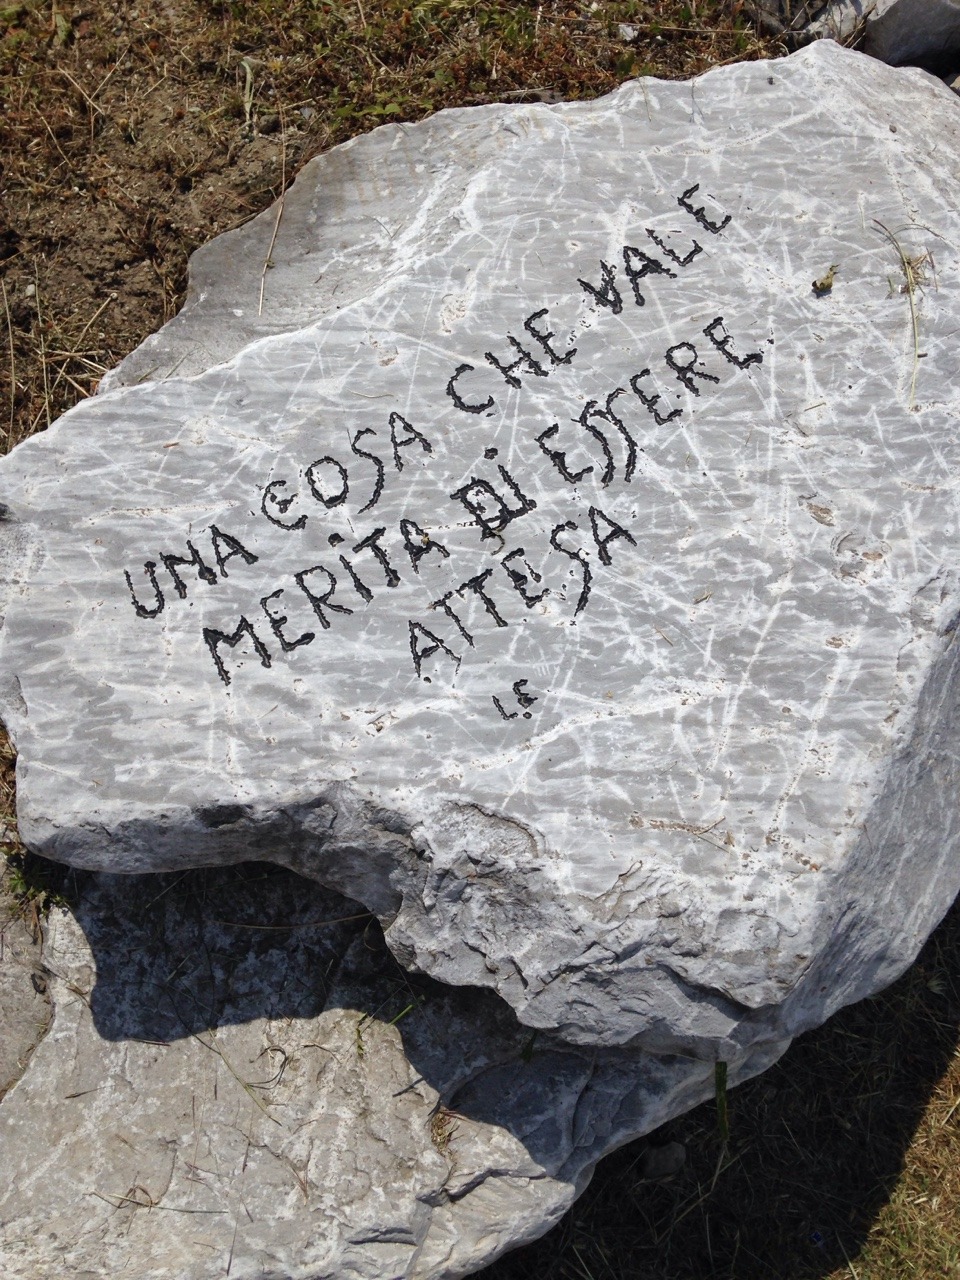 UNA COSA CHE VALE
MERITA DI ESSERE
ATTESA
L.E